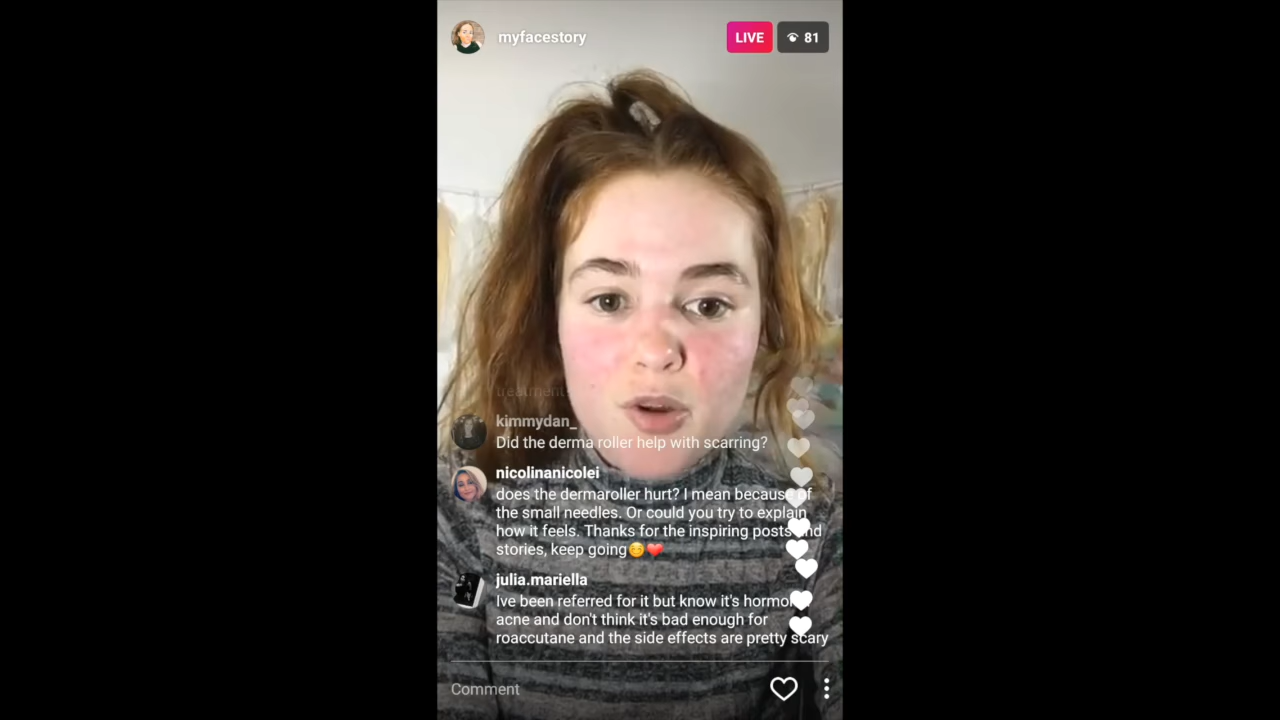 myfacestory
LIVE
81
treatment
kimmydan_
Did the derma roller help with scarring?
nicolinanicolei
does the dermaroller hurt? I mean because of
the small needles. Or could you try to explain
how it feels. Thanks for the inspiring posts and
stories, keep going😊❤️
julia.mariella
Ive been referred for it but know it's hormonal
acne and don't think it's bad enough for
roaccutane and the side effects are pretty scary
Comment